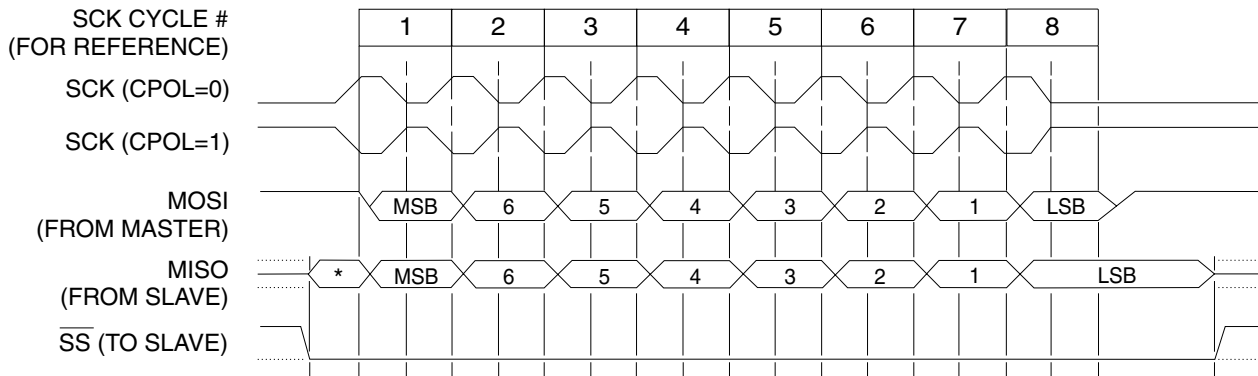 SCK CYCLE #
(FOR REFERENCE)
1 2 3 4 5 6 7 8
SCK (CPOL=0)
SCK (CPOL=1)
MOSI
(FROM MASTER)
MSB 6 5 4 3 2 1 LSB
MISO
(FROM SLAVE)
* MSB 6 5 4 3 2 1 LSB
S̅S̅ (TO SLAVE)